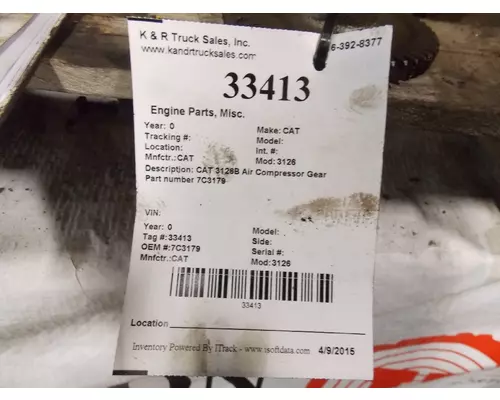 K & R Truck Sales, Inc.
www.kandrtrucksales.com
6-392-8377
33413
Engine Parts, Misc.
Year: 0 Make: CAT
Tracking #: Model:
Location: Int. #:
Mnfctr.:CAT Mod: 3126
Description: CAT 3126B Air Compressor Gear
Part number 7C3179
VIN:
Year: 0 Model:
Tag #:33413 Side:
OEM #:7C3179 Serial #:
Mnfctr.:CAT Mod:3126
33413
Location
Inventory Powered By ITrack - www.isoftdata.com 4/9/2015